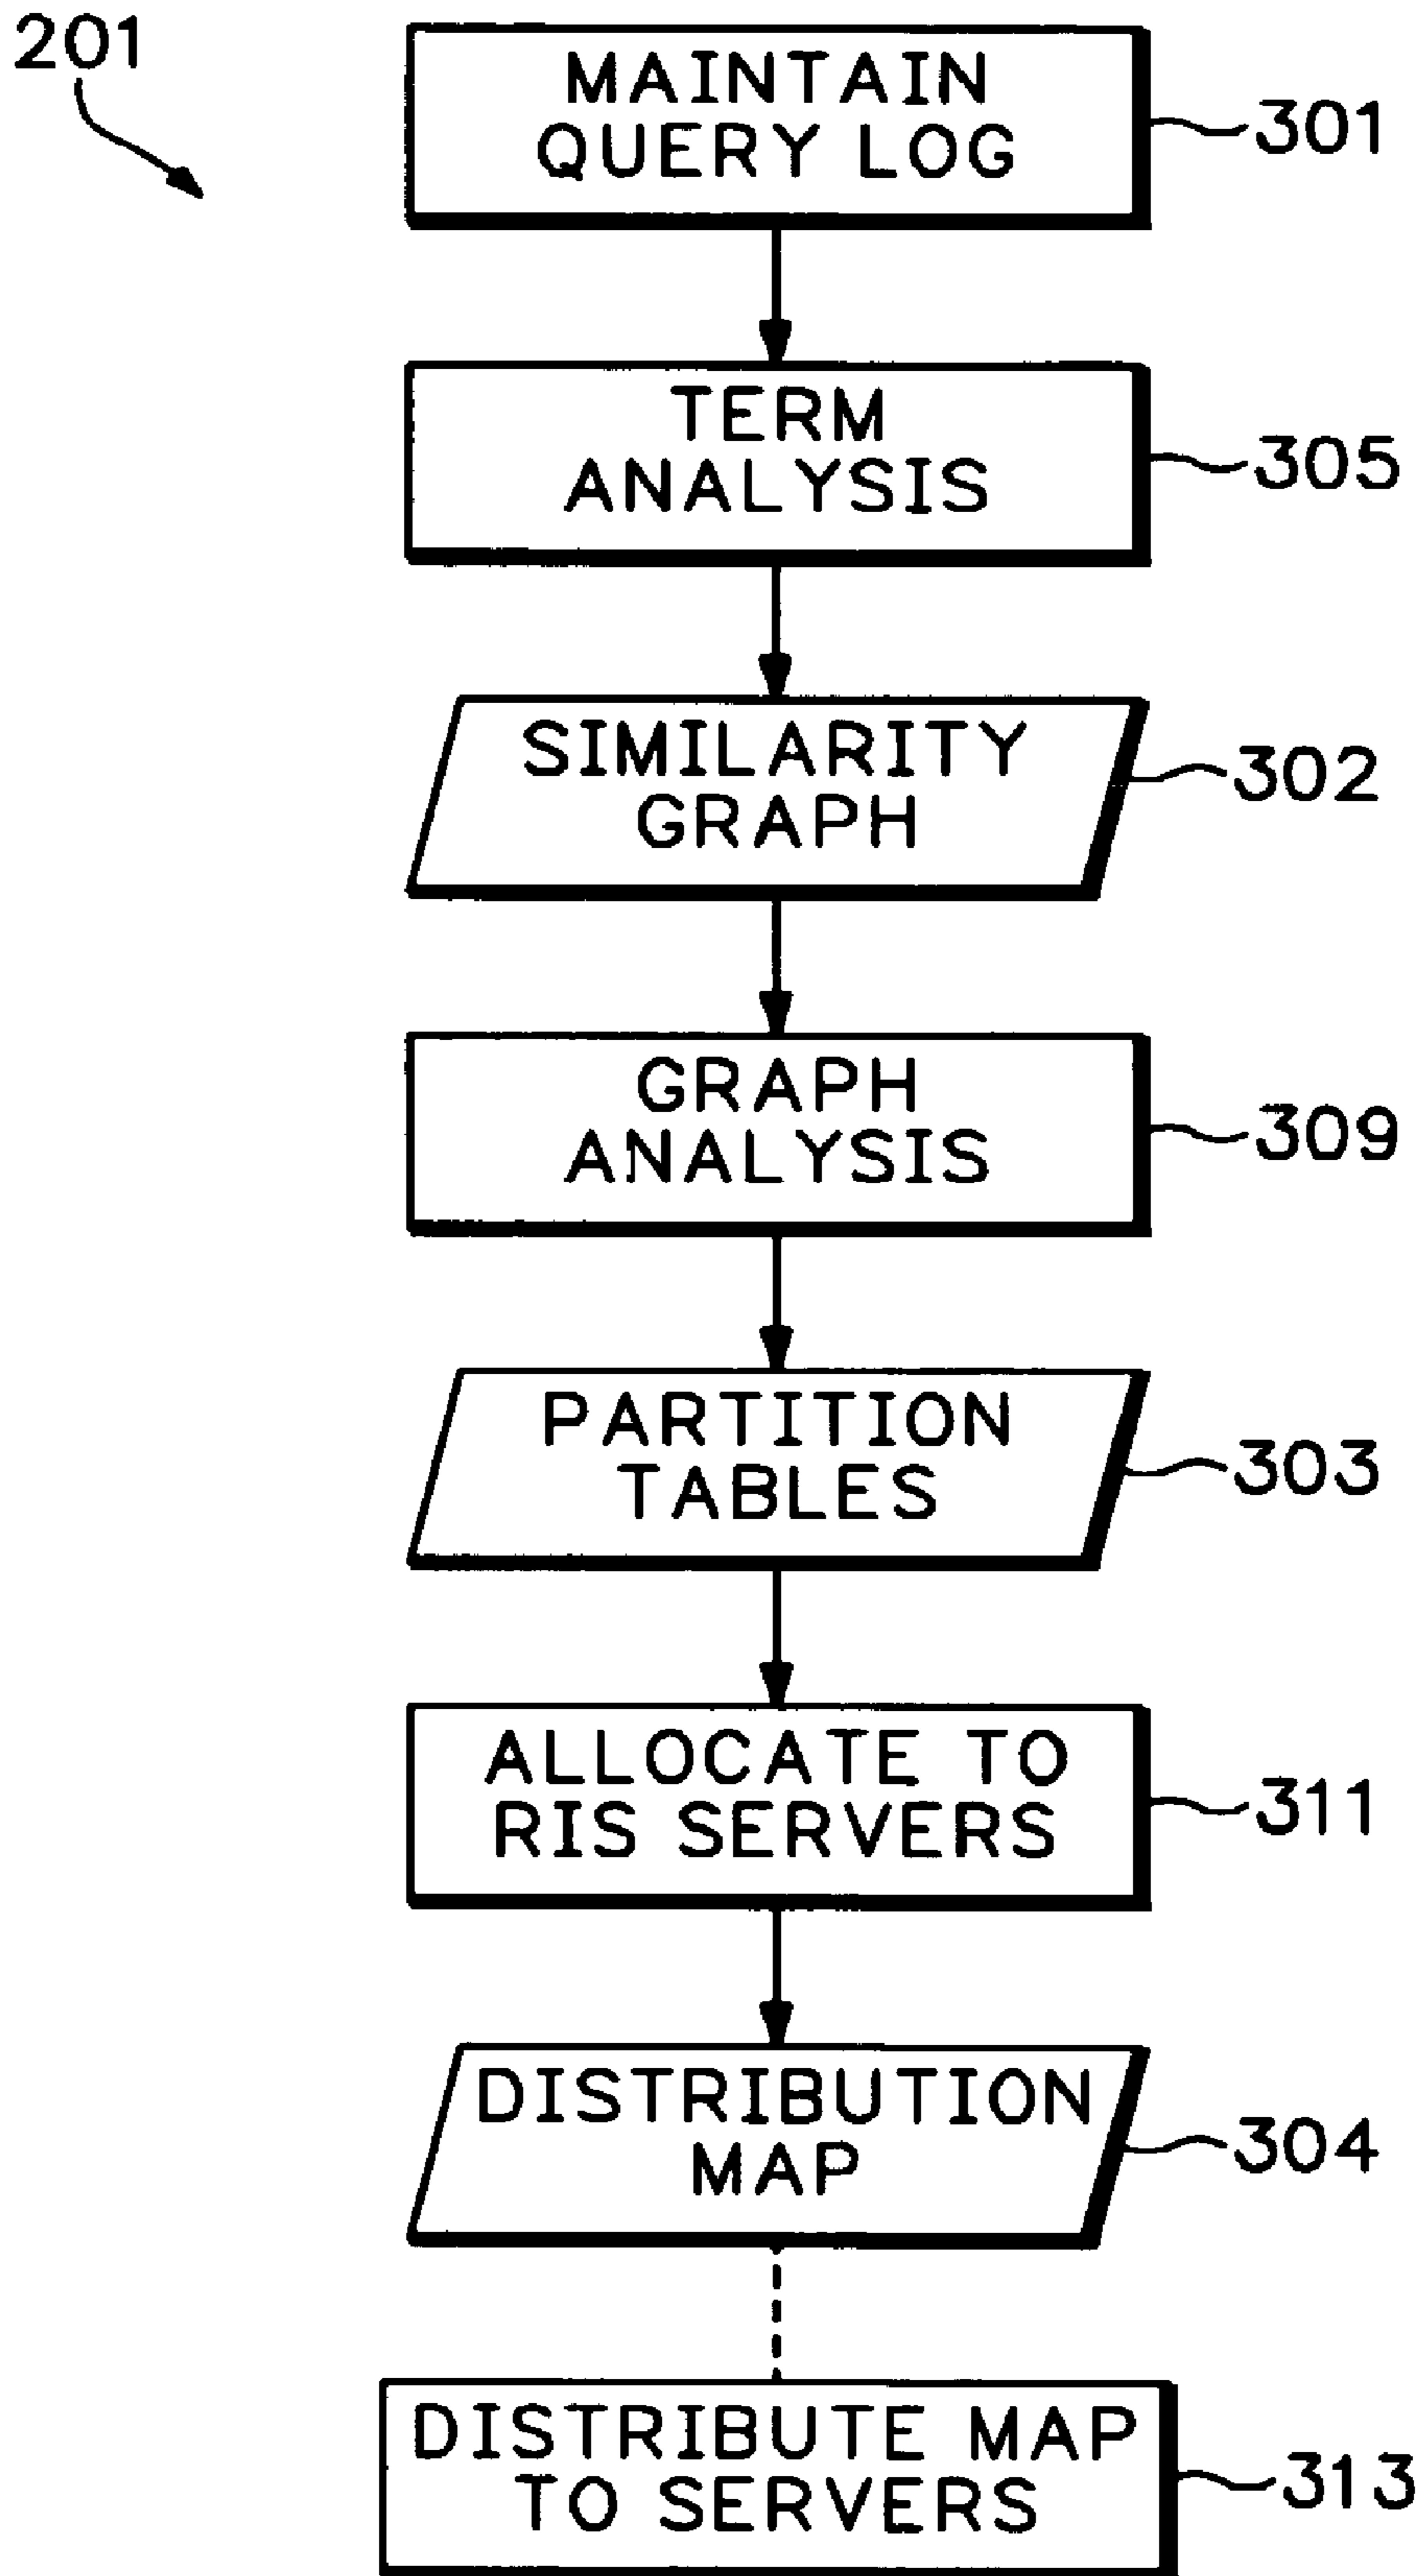 201
MAINTAIN
QUERY LOG
301
TERM
ANALYSIS
305
SIMILARITY
GRAPH
302
GRAPH
ANALYSIS
309
PARTITION
TABLES
303
ALLOCATE TO
RIS SERVERS
311
DISTRIBUTION
MAP
304
DISTRIBUTE MAP
TO SERVERS
313